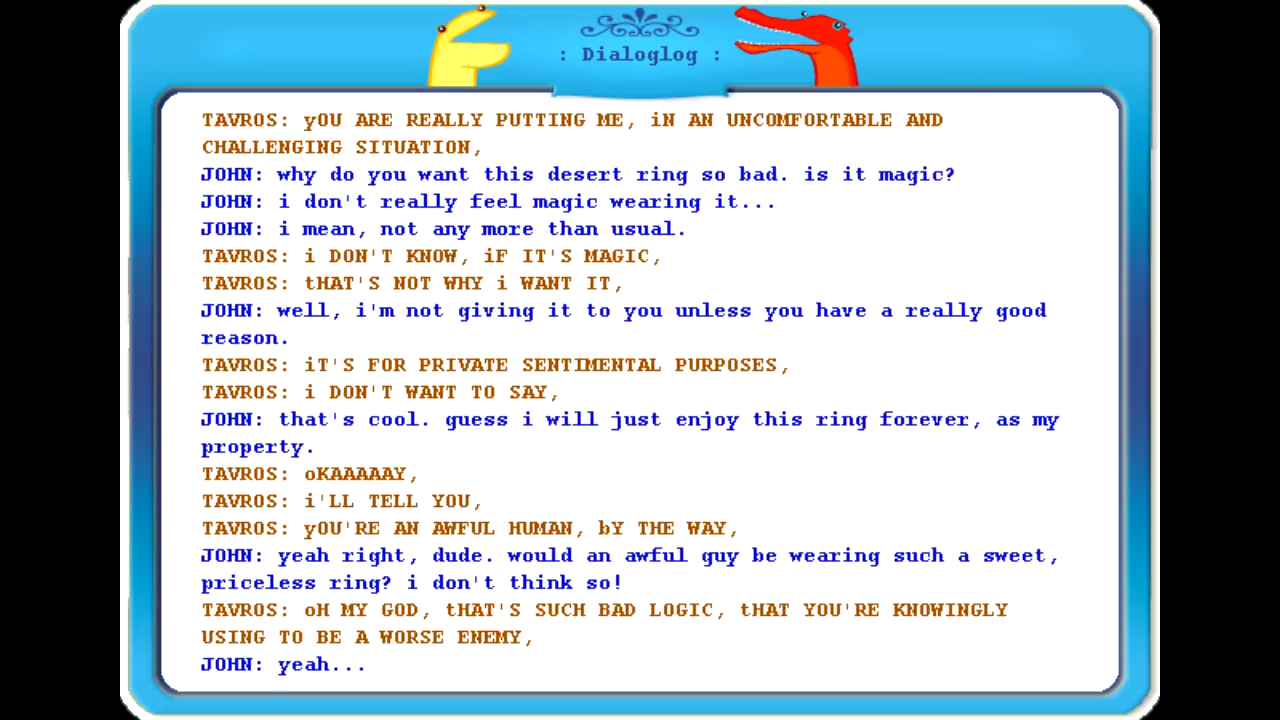 : Dialoglog :
TAVROS: yOU ARE REALLY PUTTING ME, iN AN UNCOMFORTABLE AND
CHALLENGING SITUATION,
JOHN: why do you want this desert ring so bad. is it magic?
JOHN: i don't really feel magic wearing it...
JOHN: i mean, not any more than usual.
TAVROS: i DON'T KNOW, iF IT'S MAGIC,
TAVROS: tHAT'S NOT WHY i WANT IT,
JOHN: well, i'm not giving it to you unless you have a really good
reason.
TAVROS: iT'S FOR PRIVATE SENTIMENTAL PURPOSES,
TAVROS: i DON'T WANT TO SAY,
JOHN: that's cool. guess i will just enjoy this ring forever, as my
property.
TAVROS: oKAAAAAY,
TAVROS: i'LL TELL YOU,
TAVROS: yOU'RE AN AWFUL HUMAN, bY THE WAY,
JOHN: yeah right, dude. would an awful guy be wearing such a sweet,
priceless ring? i don't think so!
TAVROS: oH MY GOD, tHAT'S SUCH BAD LOGIC, tHAT YOU'RE KNOWINGLY
USING TO BE A WORSE ENEMY,
JOHN: yeah...